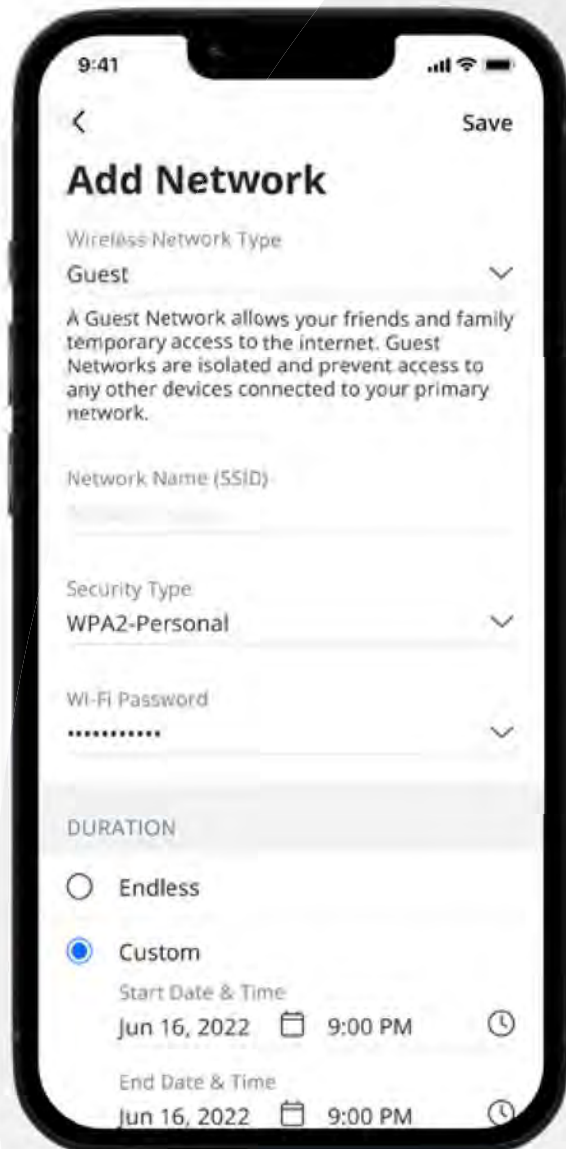 9:41
Save
Add Network
Wireless Network Type
Guest
A Guest Network allows your friends and family
temporary access to the internet. Guest
Networks are isolated and prevent access to
any other devices connected to your primary
network.
Network Name (SSID)
Security Type
WPA2-Personal
Wi-Fi Password
•••••••••••
DURATION
Endless
Custom
Start Date & Time
Jun 16, 2022 9:00 PM
End Date & Time
Jun 16, 2022 9:00 PM